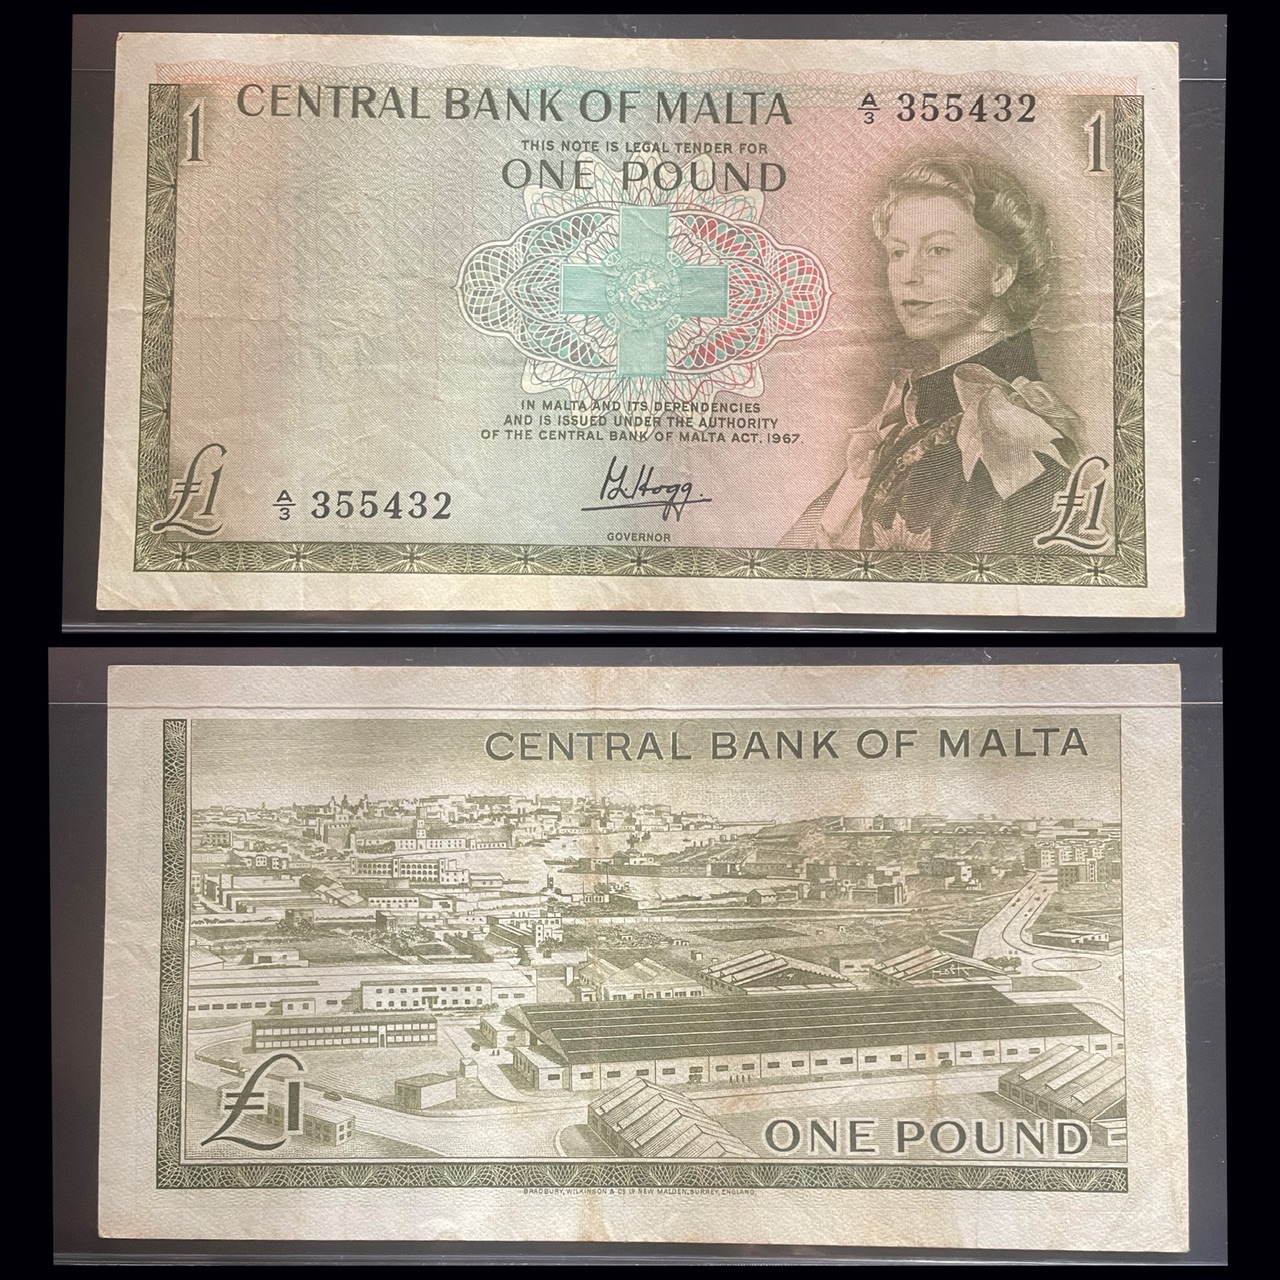 1
CENTRAL BANK OF MALTA
A/3 355432
1
THIS NOTE IS LEGAL TENDER FOR
ONE POUND
IN MALTA AND ITS DEPENDENCIES
AND IS ISSUED UNDER THE AUTHORITY
OF THE CENTRAL BANK OF MALTA ACT, 1967.
£1
A/3 355432
GOVERNOR
£1
CENTRAL BANK OF MALTA
£1
ONE POUND
BRADBURY, WILKINSON & Co. Ld. NEW MALDEN, SURREY, ENGLAND.